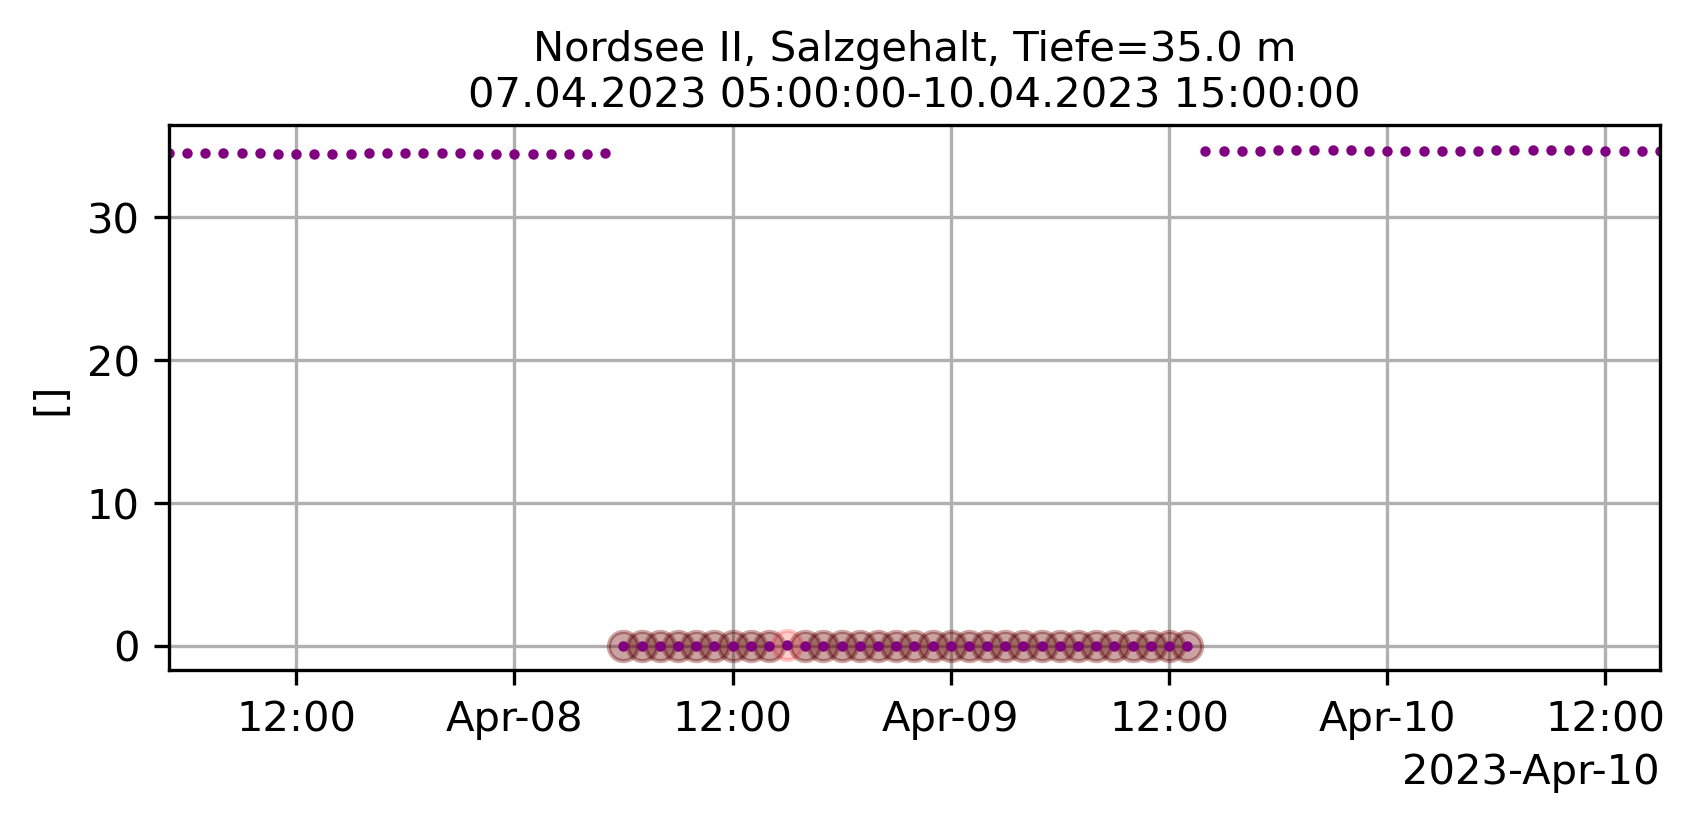 Nordsee II, Salzgehalt, Tiefe=35.0 m
07.04.2023 05:00:00-10.04.2023 15:00:00
30
20
10
0
[]
12:00 Apr-08 12:00 Apr-09 12:00 Apr-10 12:00
2023-Apr-10